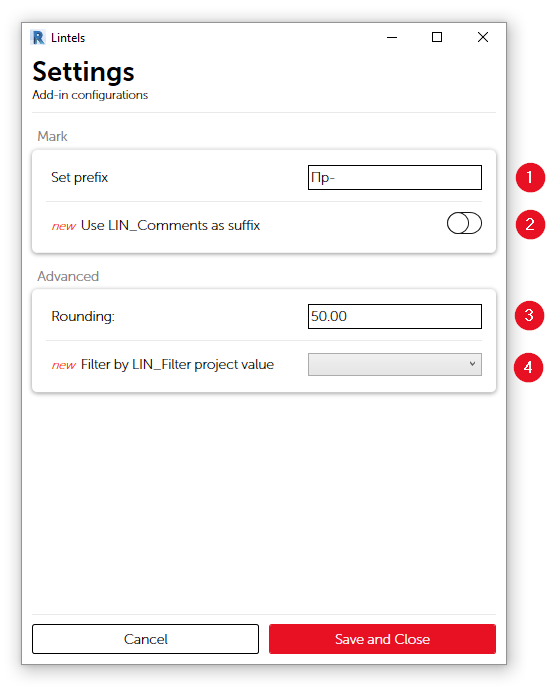 Lintels
Settings
Add-in configurations
Mark
Set prefix
Пр-
1
new Use LIN_Comments as suffix
2
Advanced
Rounding:
50.00
3
new Filter by LIN_Filter project value
4
Cancel
Save and Close